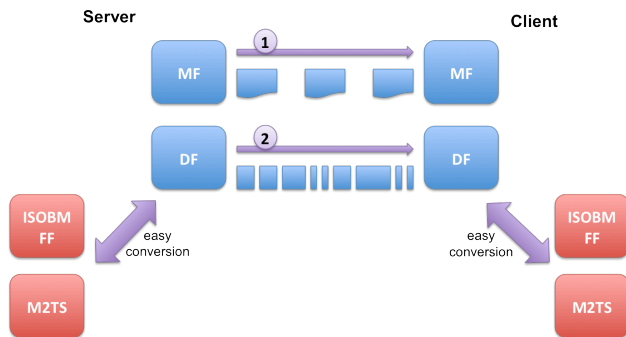 Server
Client
1
MF
MF
2
DF
DF
ISOBM
FF
easy
conversion
M2TS
easy
conversion
ISOBM
FF
M2TS